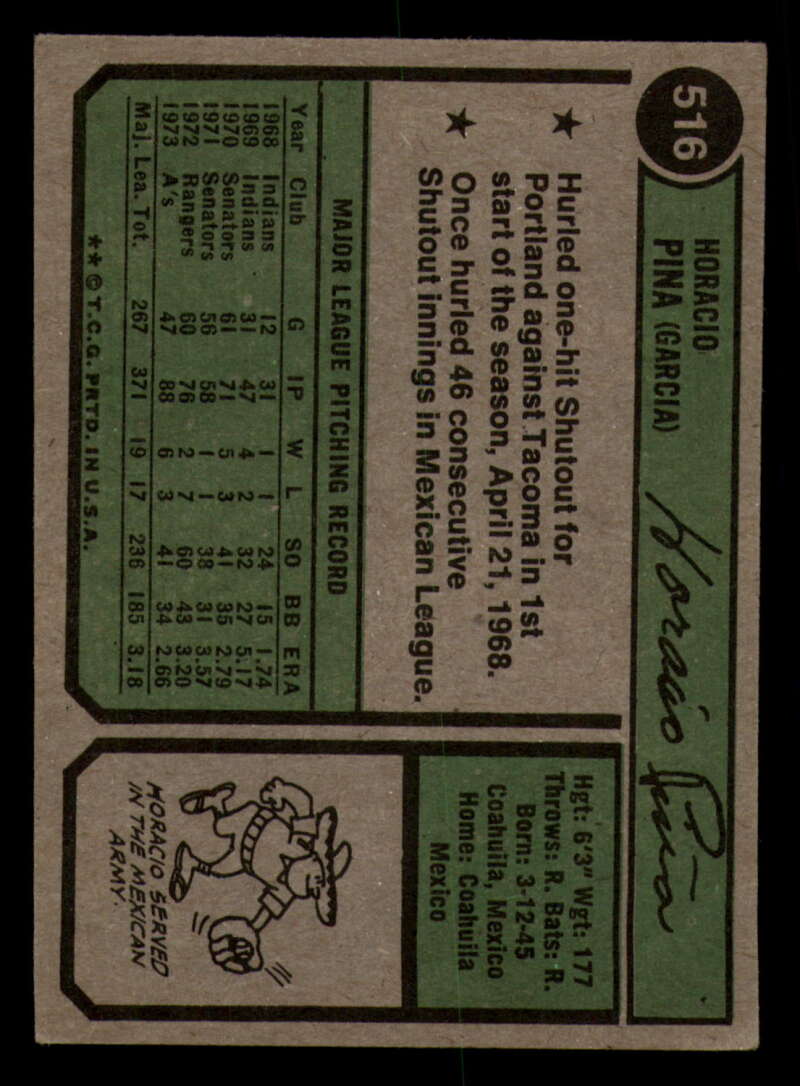 516
HORACIO
PINA (GARCIA)
Horacio Pina
★ Hurled one-hit Shutout for
Portland against Tacoma in 1st
start of the season, April 21, 1968.
★ Once hurled 46 consecutive
Shutout innings in Mexican League.
MAJOR LEAGUE PITCHING RECORD
Year Club G IP W L SO BB ERA
1968 Indians 12 31 1 1 24 15 1.74
1969 Indians 31 47 4 2 32 27 5.17
1970 Senators 61 71 5 3 41 35 2.79
1971 Senators 56 58 1 1 38 31 3.57
1972 Rangers 60 76 2 7 60 43 3.20
1973 A's 47 88 6 3 41 34 2.66
Maj. Lea. Tot. 267 371 19 17 236 185 3.18
**©T.C.G. PRTD. IN U.S.A.
Hgt: 6'3" Wgt: 177
Throws: R. Bats: R.
Born: 3-12-45
Coahuila, Mexico
Home: Coahuila
Mexico
HORACIO SERVED
IN THE MEXICAN
ARMY.